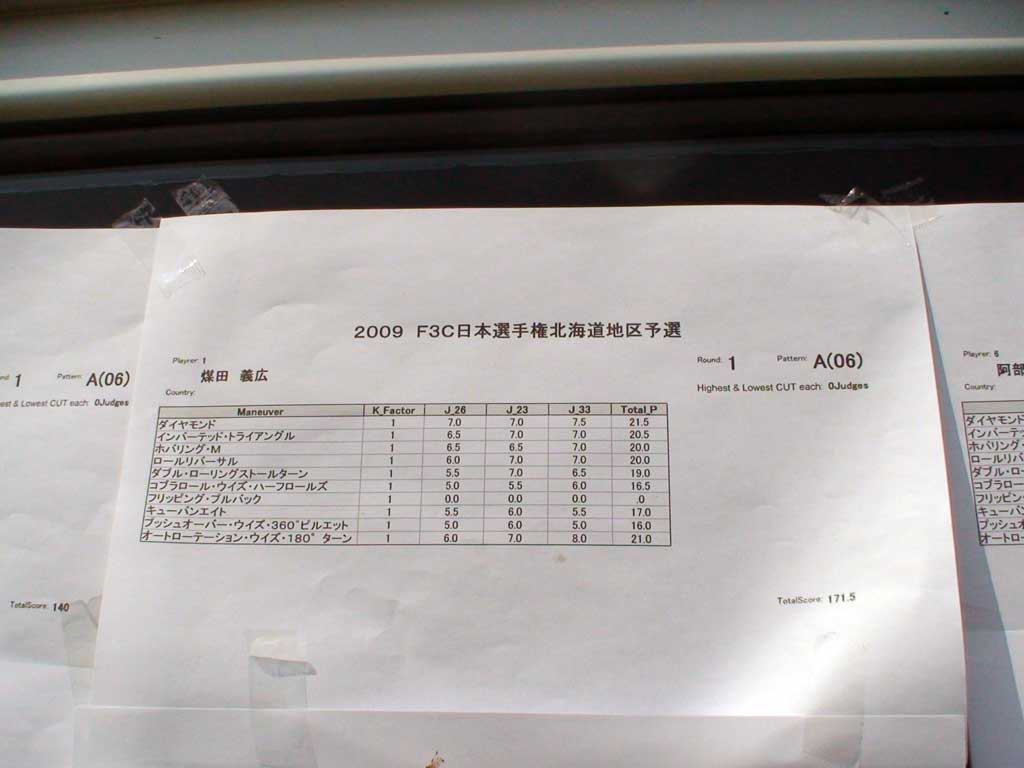 2009 F3C日本選手権北海道地区予選
Playrer: 1
煤田 義広
Country:
Round: 1 Pattern: A(06)
Highest & Lowest CUT each: 0Judges
Maneuver K_Factor J_26 J_23 J_33 Total_P
ダイヤモンド 1 7.0 7.0 7.5 21.5
インバーテッド・トライアングル 1 6.5 7.0 7.0 20.5
ホバリング・M 1 6.5 6.5 7.0 20.0
ロールリバーサル 1 6.0 7.0 7.0 20.0
ダブル・ローリングストールターン 1 5.5 7.0 6.5 19.0
コブラロール・ウイズ・ハーフロールズ 1 5.0 5.5 6.0 16.5
フリッピング・プルバック 1 0.0 0.0 0.0 .0
キューバンエイト 1 5.5 6.0 5.5 17.0
プッシュオーバー・ウイズ・360°ピルエット 1 5.0 6.0 5.0 16.0
オートローテーション・ウイズ・180° ターン 1 6.0 7.0 8.0 21.0
TotalScore: 171.5
1 Pattern: A(06)
Lowest CUT each: 0Judges
TotalScore: 140
Playrer: 6
阿部
Country:
ダイヤモンド
インバーテッド
ホバリング
ロールリバ
ダブル・ロー
コブラロール
フリッピン
キューバン
プッシュオ
オートロー